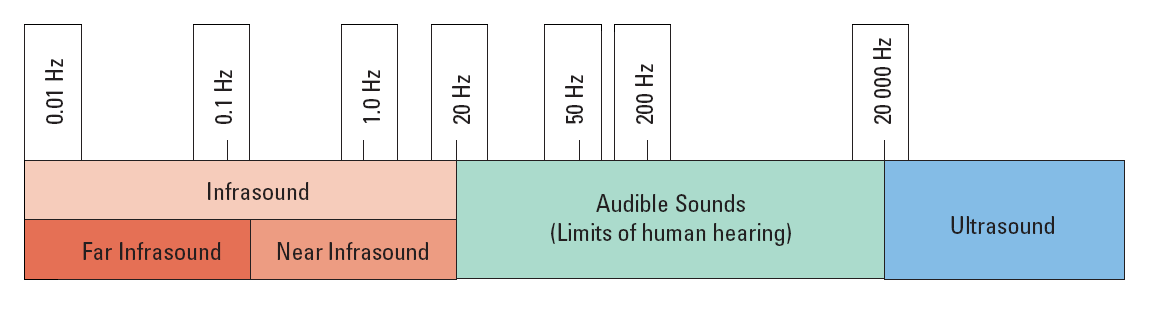 0.01 Hz
0.1 Hz
1.0 Hz
20 Hz
50 Hz
200 Hz
20 000 Hz
Infrasound
Far Infrasound
Near Infrasound
Audible Sounds
(Limits of human hearing)
Ultrasound